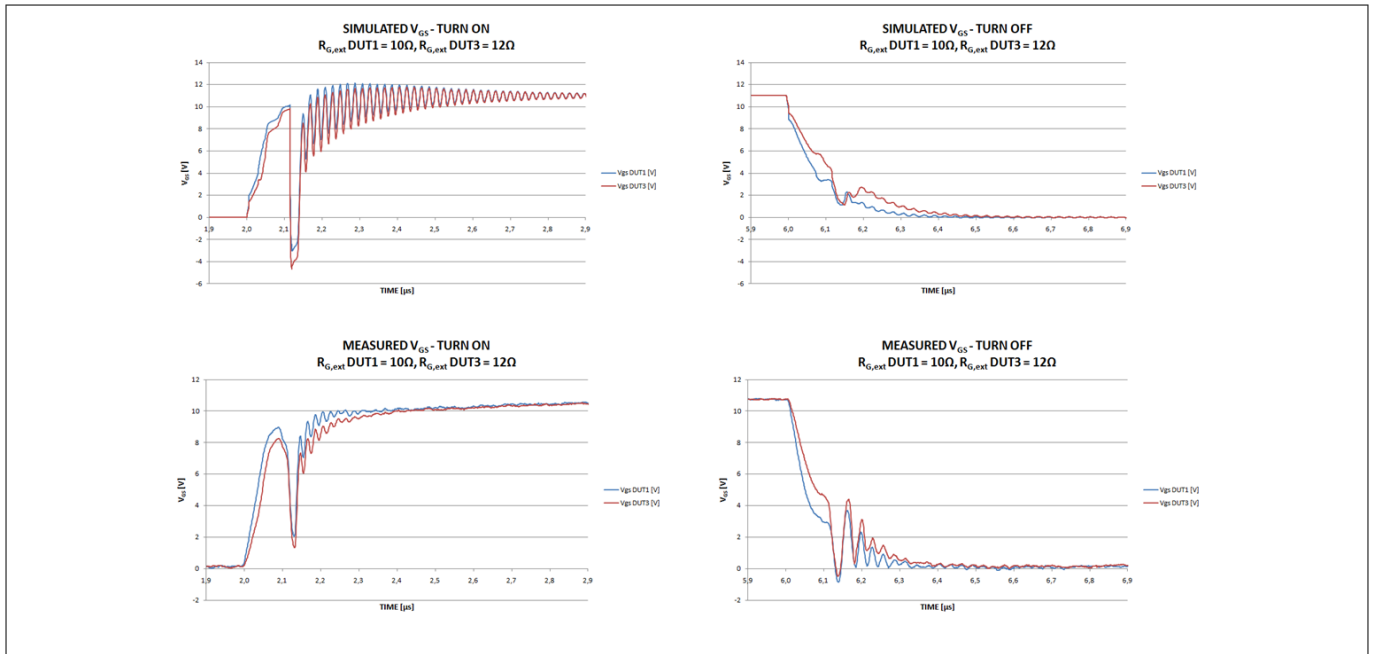 SIMULATED VGS - TURN ON
RG,ext DUT1 = 10Ω, RG,ext DUT3 = 12Ω
14
12
10
8
6
4
2
0
-2
-4
-6
VGS [V]
1,9 2,0 2,1 2,2 2,3 2,4 2,5 2,6 2,7 2,8 2,9
TIME [µs]
Vgs DUT1 [V]
Vgs DUT3 [V]
SIMULATED VGS - TURN OFF
RG,ext DUT1 = 10Ω, RG,ext DUT3 = 12Ω
14
12
10
8
6
4
2
0
-2
-4
-6
VGS [V]
5,9 6,0 6,1 6,2 6,3 6,4 6,5 6,6 6,7 6,8 6,9
TIME [µs]
Vgs DUT1 [V]
Vgs DUT3 [V]
MEASURED VGS - TURN ON
RG,ext DUT1 = 10Ω, RG,ext DUT3 = 12Ω
12
10
8
6
4
2
0
-2
VGS [V]
1,9 2,0 2,1 2,2 2,3 2,4 2,5 2,6 2,7 2,8 2,9
TIME [µs]
Vgs DUT1 [V]
Vgs DUT3 [V]
MEASURED VGS - TURN OFF
RG,ext DUT1 = 10Ω, RG,ext DUT3 = 12Ω
12
10
8
6
4
2
0
-2
VGS [V]
5,9 6,0 6,1 6,2 6,3 6,4 6,5 6,6 6,7 6,8 6,9
TIME [µs]
Vgs DUT1 [V]
Vgs DUT3 [V]